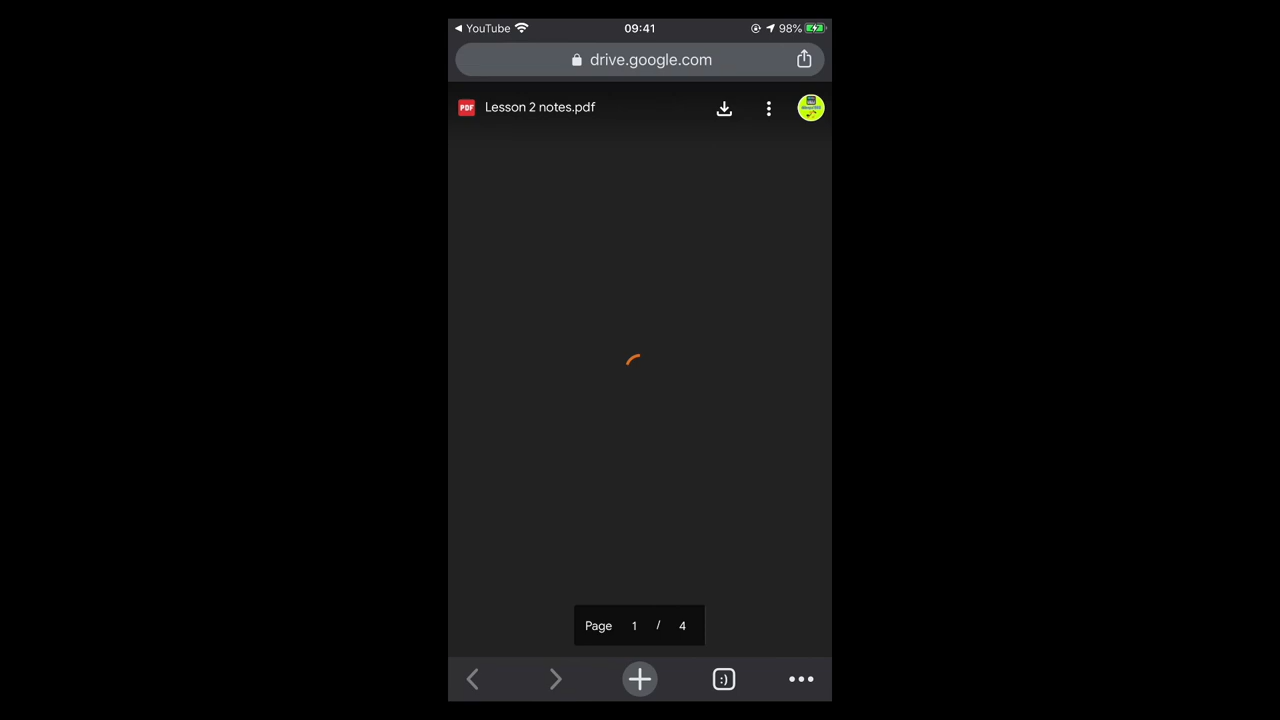 YouTube 09:41 98%
drive.google.com
PDF Lesson 2 notes.pdf
Page 1 / 4
:)